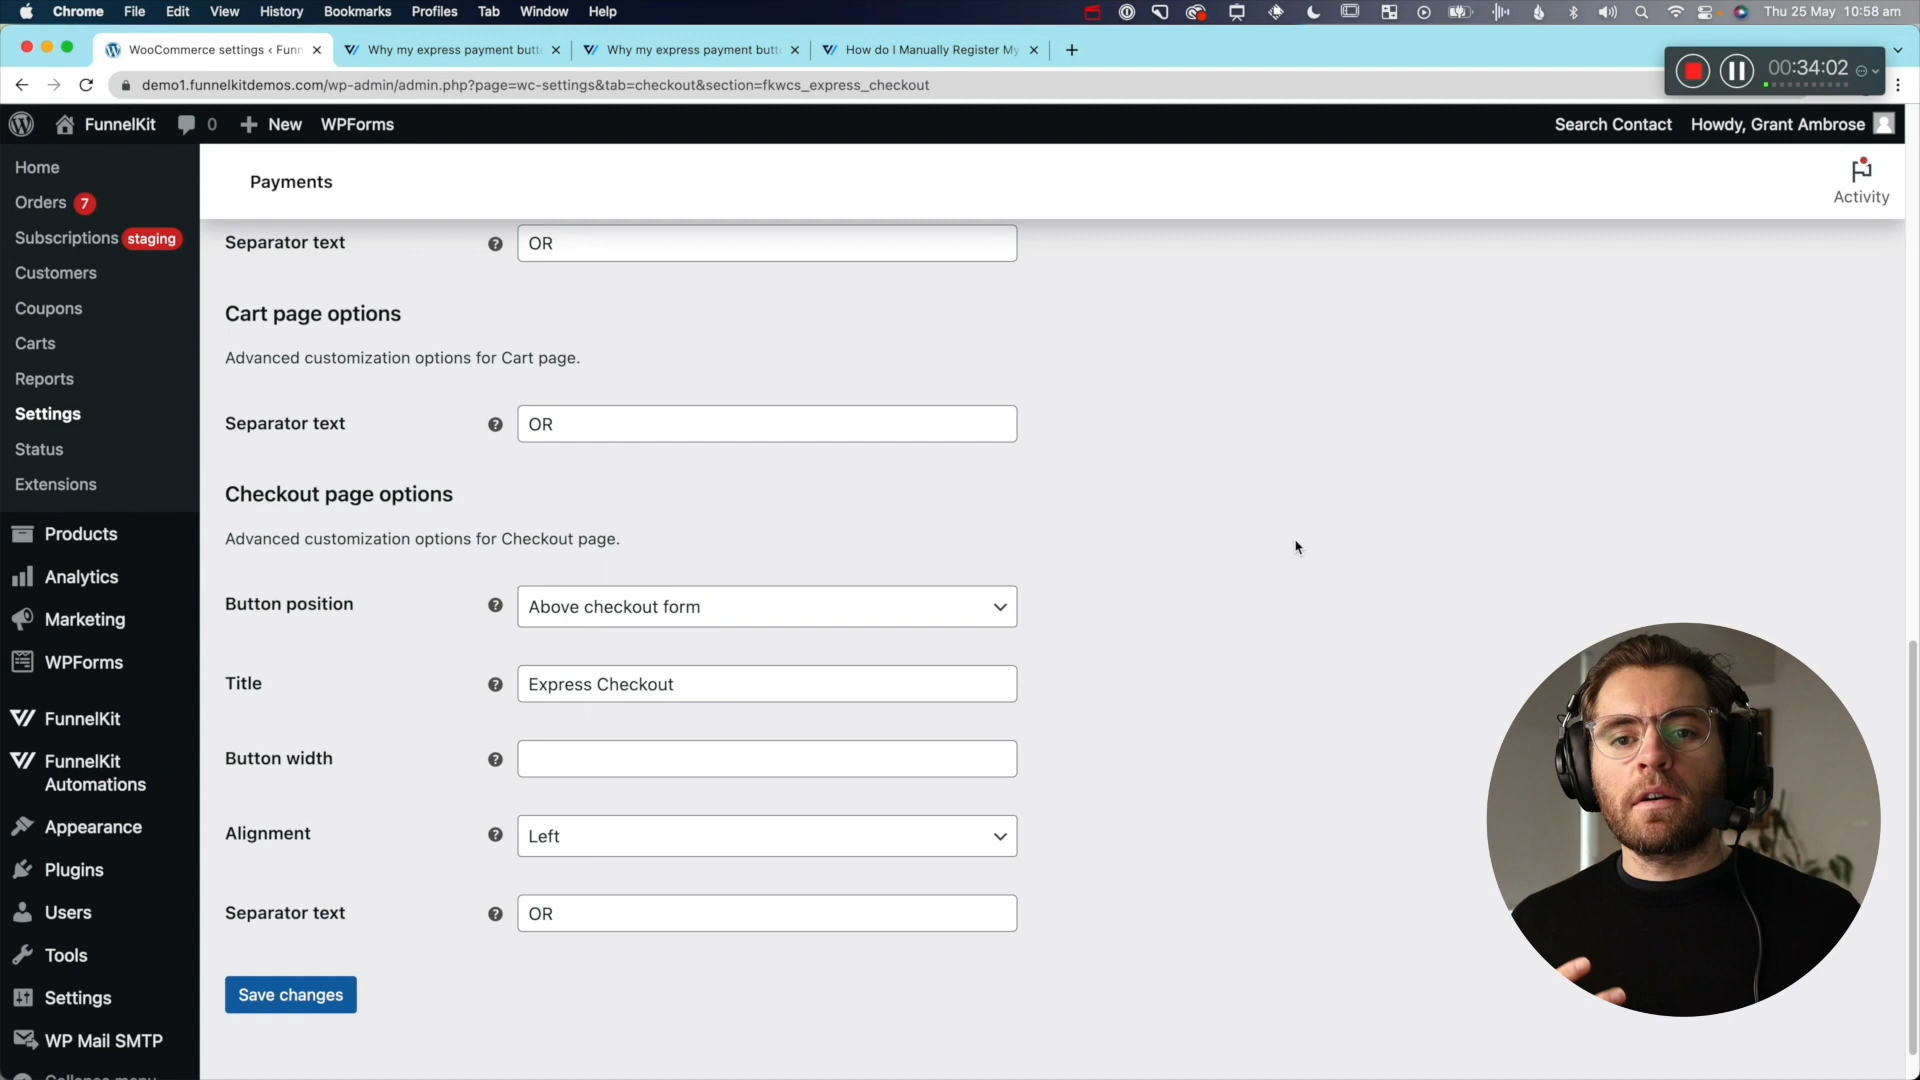 Chrome File Edit View History Bookmarks Profiles Tab Window Help Thu 25 May 10:58 am
WooCommerce settings ‹ Funn Why my express payment butt Why my express payment butt How do I Manually Register My
00:34:02
demo1.funnelkitdemos.com/wp-admin/admin.php?page=wc-settings&tab=checkout&section=fkwcs_express_checkout
FunnelKit 0 New WPForms Search Contact Howdy, Grant Ambrose
Home
Orders 7
Subscriptions staging
Customers
Coupons
Carts
Reports
Settings
Status
Extensions
Products
Analytics
Marketing
WPForms
FunnelKit
FunnelKit
Automations
Appearance
Plugins
Users
Tools
Settings
WP Mail SMTP
Collapse menu
Payments
Activity
Separator text OR
Cart page options
Advanced customization options for Cart page.
Separator text OR
Checkout page options
Advanced customization options for Checkout page.
Button position Above checkout form
Title Express Checkout
Button width
Alignment Left
Separator text OR
Save changes